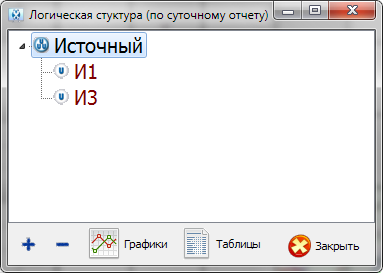 Логическая стуктура (по суточному отчету)
Источный
И1
И3
Графики
Таблицы
Закрыть